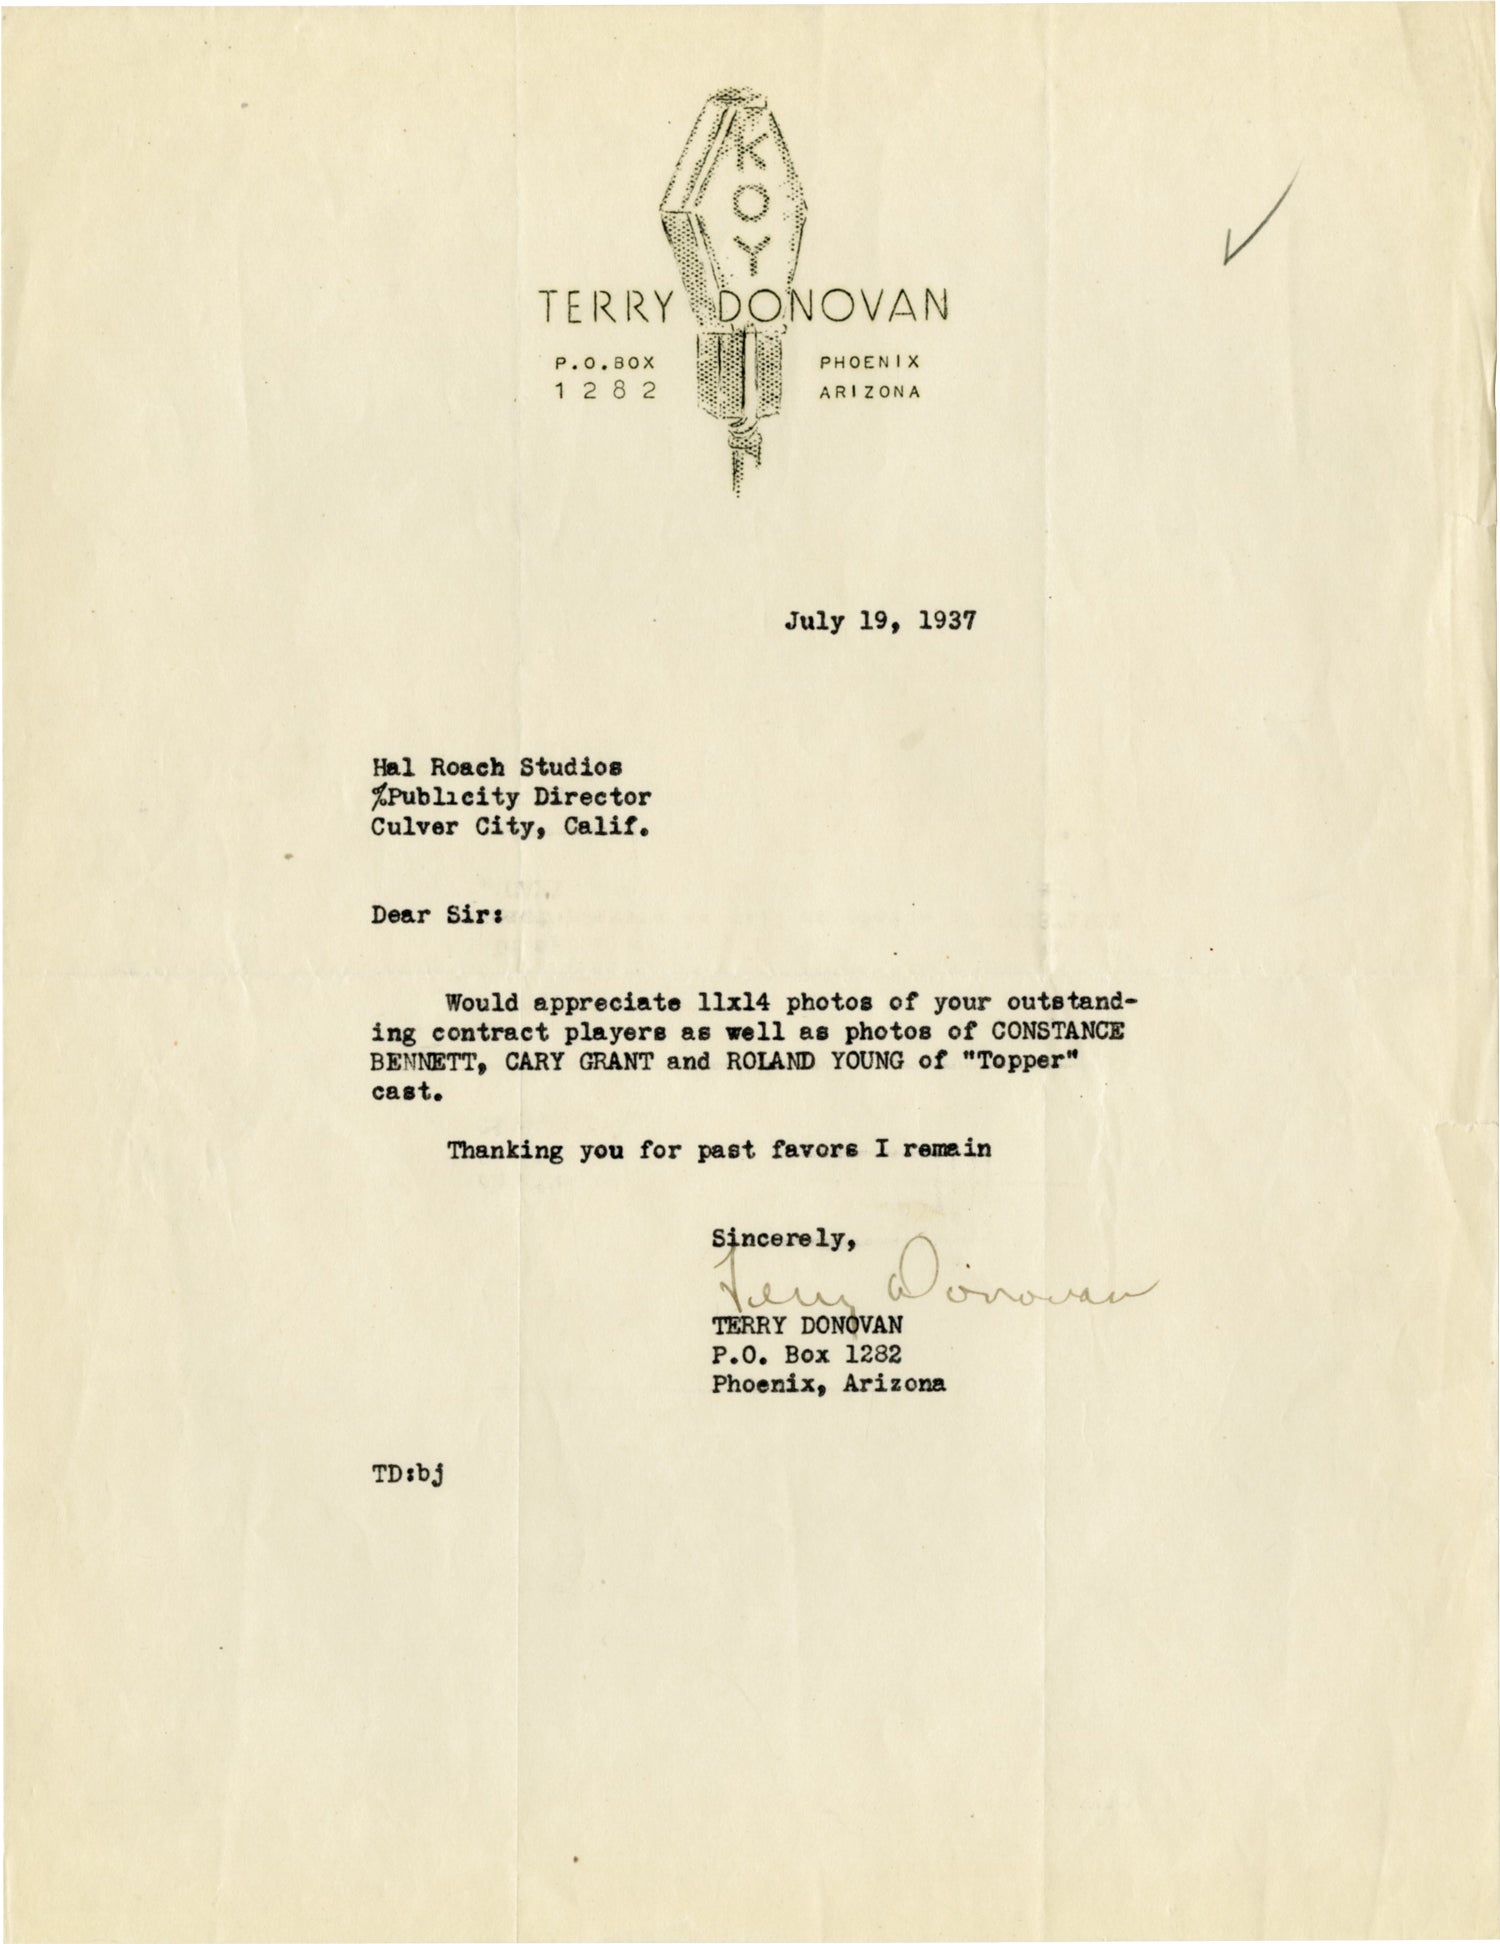 KOY
TERRY DONOVAN
P.O.BOX PHOENIX
1282 ARIZONA
July 19, 1937
Hal Roach Studios
%Publicity Director
Culver City, Calif.
Dear Sir:
Would appreciate 11x14 photos of your outstand-
ing contract players as well as photos of CONSTANCE
BENNETT, CARY GRANT and ROLAND YOUNG of "Topper"
cast.
Thanking you for past favors I remain
Sincerely,
Terry Donovan
TERRY DONOVAN
P.O. Box 1282
Phoenix, Arizona
TD:bj